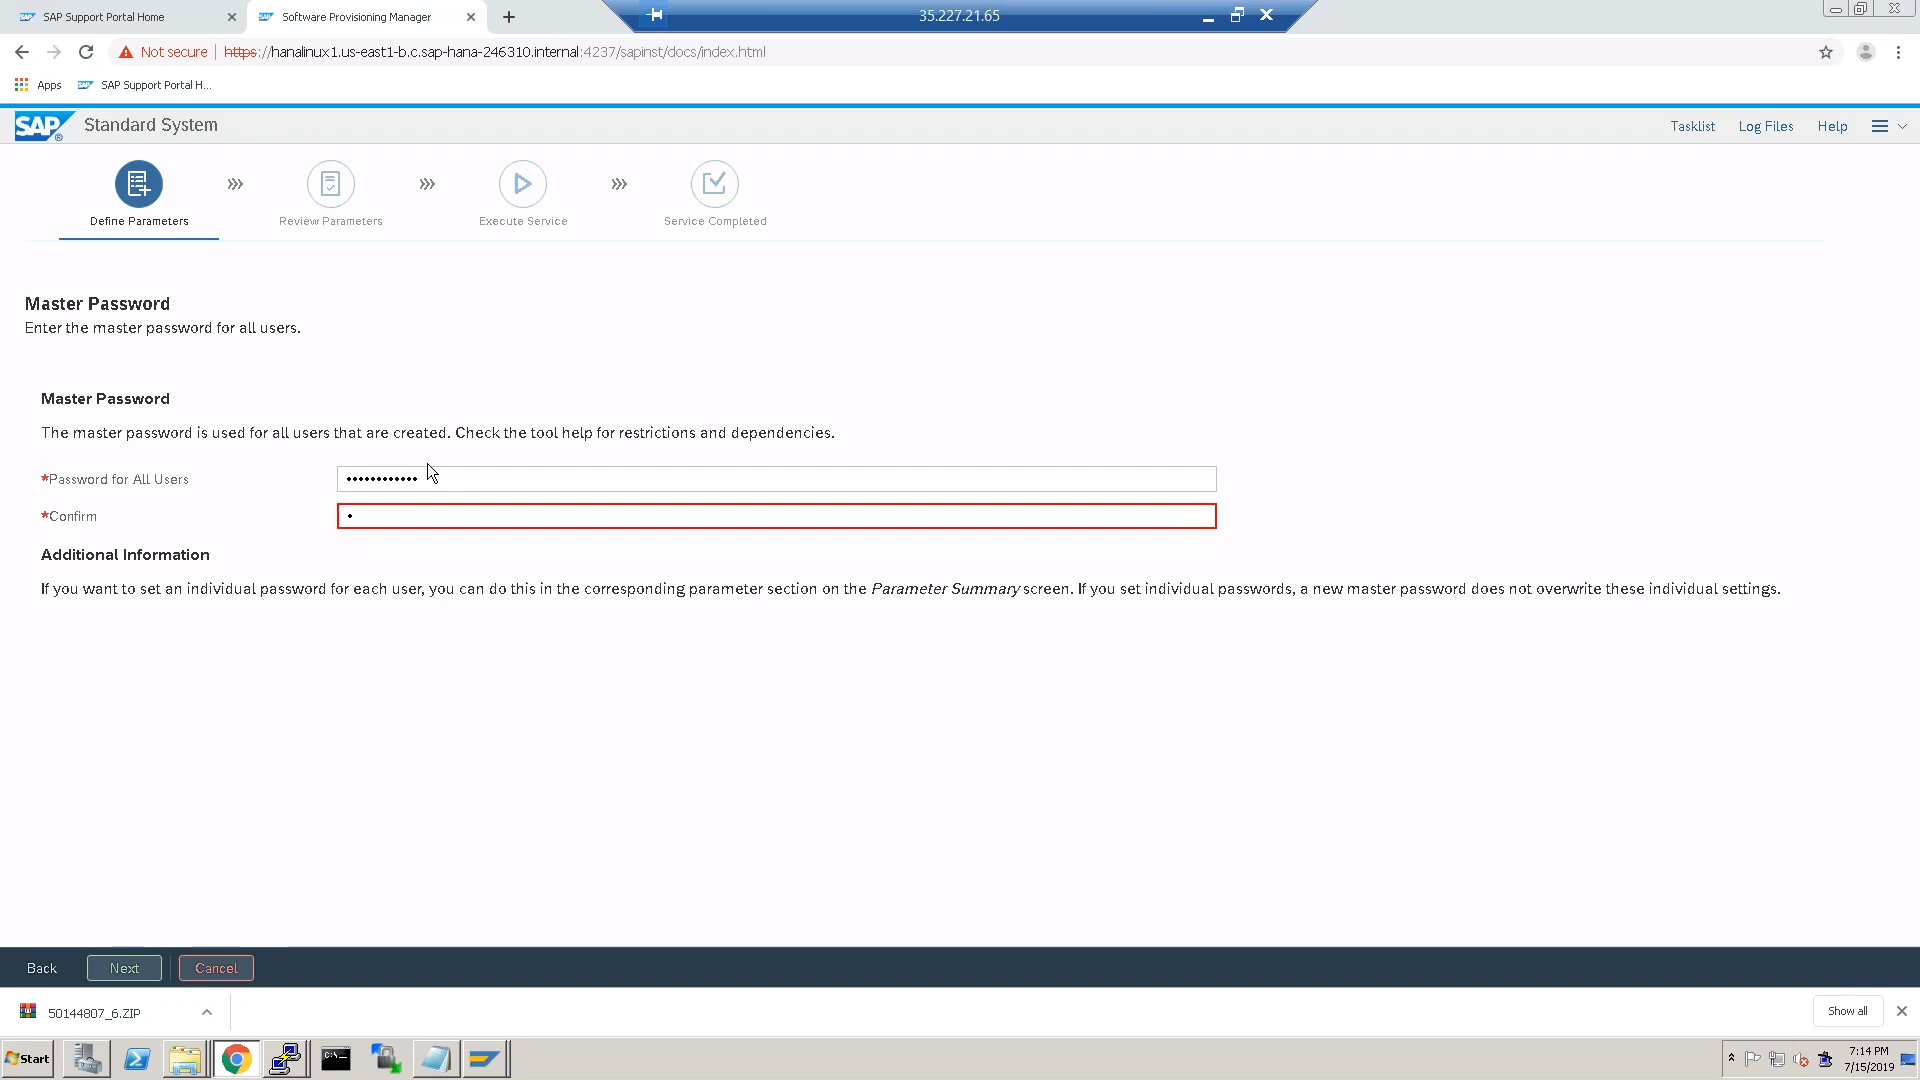 SAP Support Portal Home
Software Provisioning Manager
35.227.21.65
Not secure
https://hanalinux1.us-east1-b.c.sap-hana-246310.internal:4237/sapinst/docs/index.html
Apps
SAP Support Portal H...
SAP
Standard System
Tasklist
Log Files
Help
Define Parameters
Review Parameters
Execute Service
Service Completed
Master Password
Enter the master password for all users.
Master Password
The master password is used for all users that are created. Check the tool help for restrictions and dependencies.
*Password for All Users
••••••••••••
*Confirm
•
Additional Information
If you want to set an individual password for each user, you can do this in the corresponding parameter section on the Parameter Summary screen. If you set individual passwords, a new master password does not overwrite these individual settings.
Back
Next
Cancel
50144807_6.ZIP
Show all
Start
7:14 PM
7/15/2019